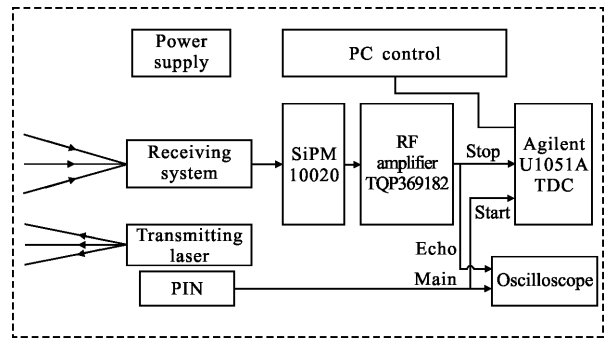 Power
supply
PC control
Receiving
system
SiPM
10020
RF
amplifier
TQP369182
Stop
Agilent
U1051A
TDC
Start
Transmitting
laser
Echo
PIN
Main
Oscilloscope